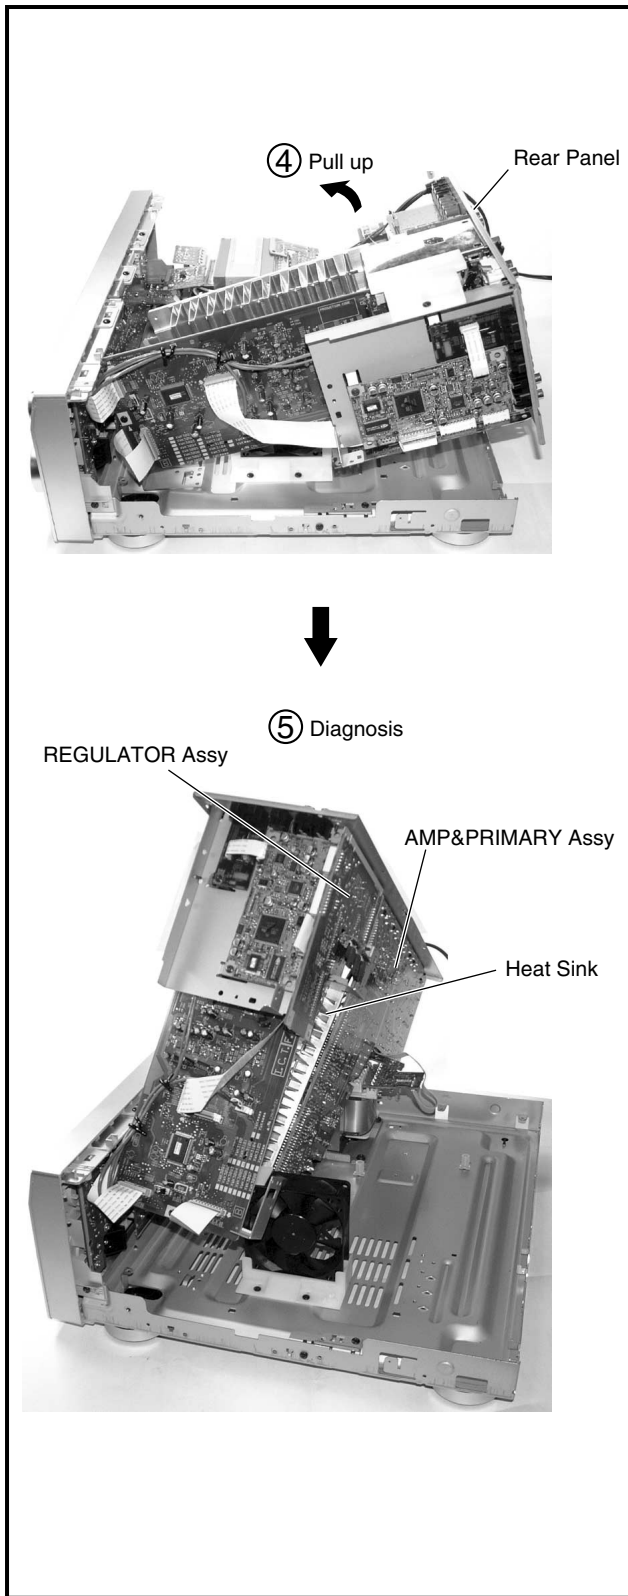 ④ Pull up
Rear Panel
⑤ Diagnosis
REGULATOR Assy
AMP&PRIMARY Assy
Heat Sink